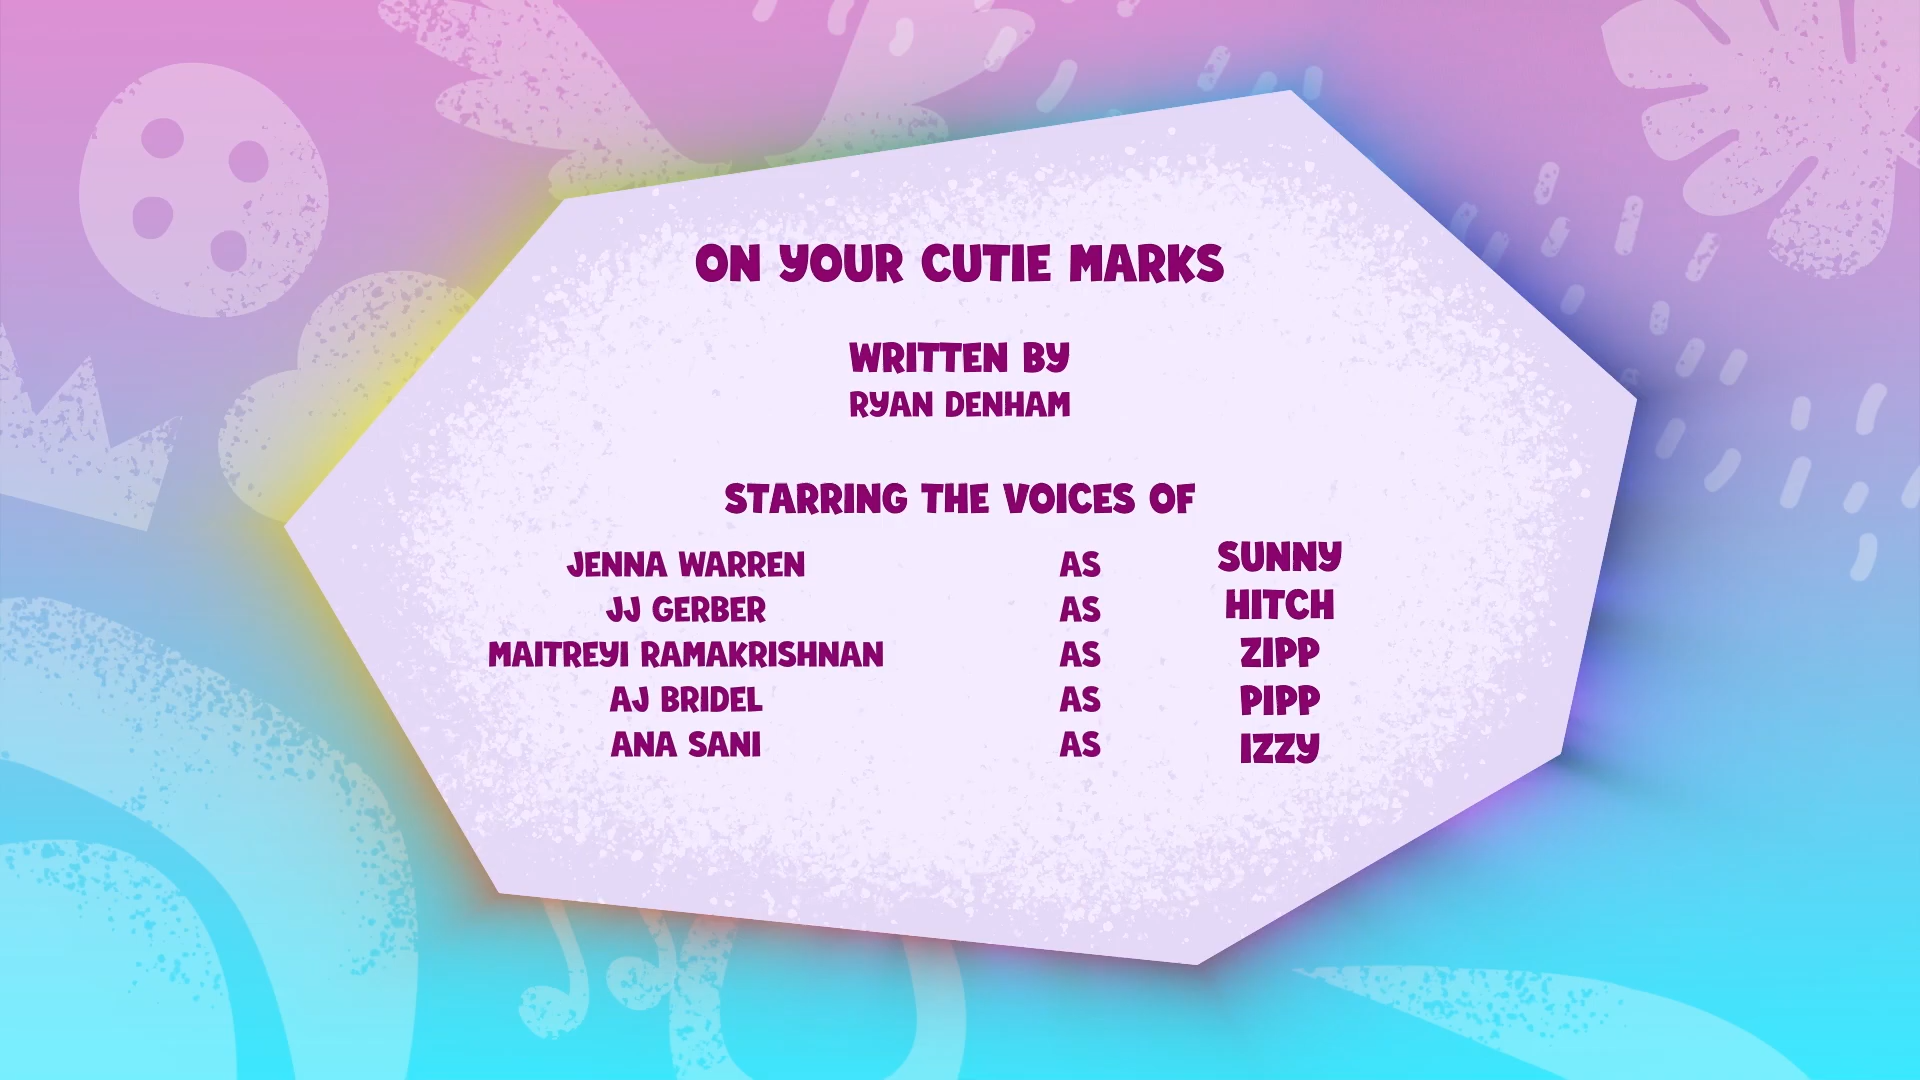 ON YOUR CUTIE MARKS
WRITTEN BY
RYAN DENHAM
STARRING THE VOICES OF
JENNA WARREN AS SUNNY
JJ GERBER AS HITCH
MAITREYI RAMAKRISHNAN AS ZIPP
AJ BRIDEL AS PIPP
ANA SANI AS IZZY